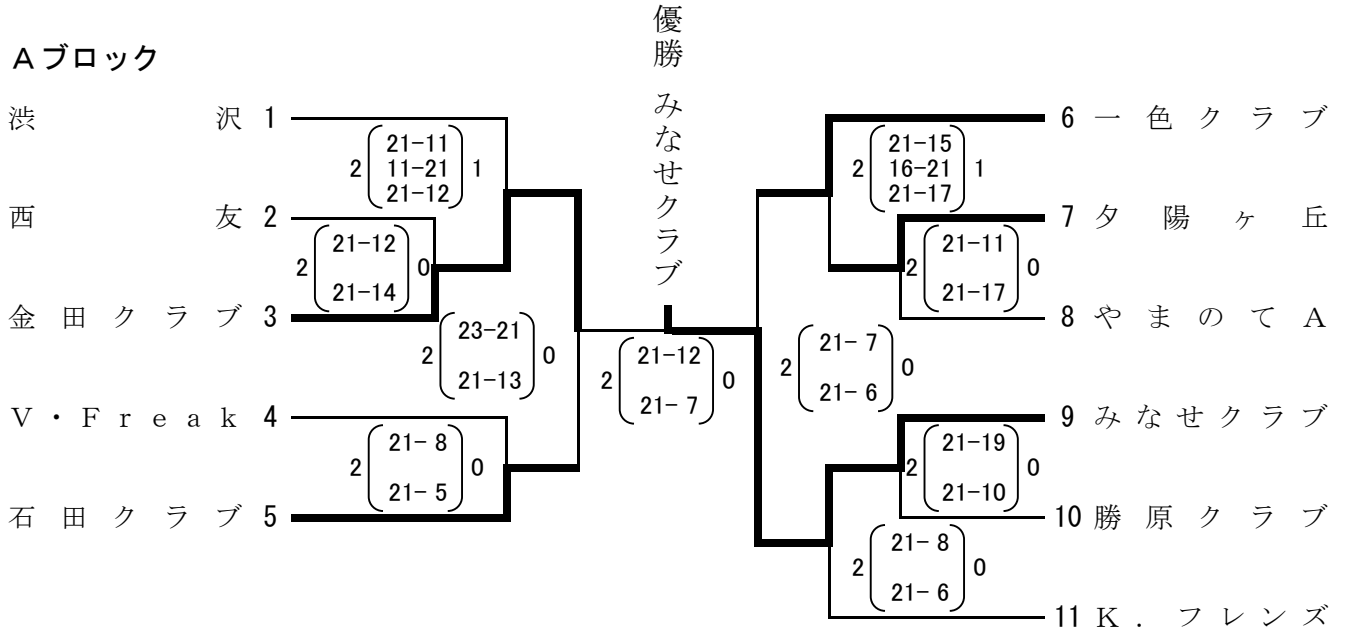 優勝 みなせクラブ
Aブロック
渋沢 1
2 21-11 11-21 21-12 1
西友 2
2 21-12 21-14 0
金田クラブ 3
2 23-21 21-13 0
V・Freak 4
2 21- 8 21- 5 0
石田クラブ 5
2 21-12 21- 7 0
6 一色クラブ
2 21-15 16-21 21-17 1
7 夕陽ヶ丘
2 21-11 21-17 0
8 やまのてA
2 21- 7 21- 6 0
9 みなせクラブ
2 21-19 21-10 0
10 勝原クラブ
2 21- 8 21- 6 0
11 K.フレンズ